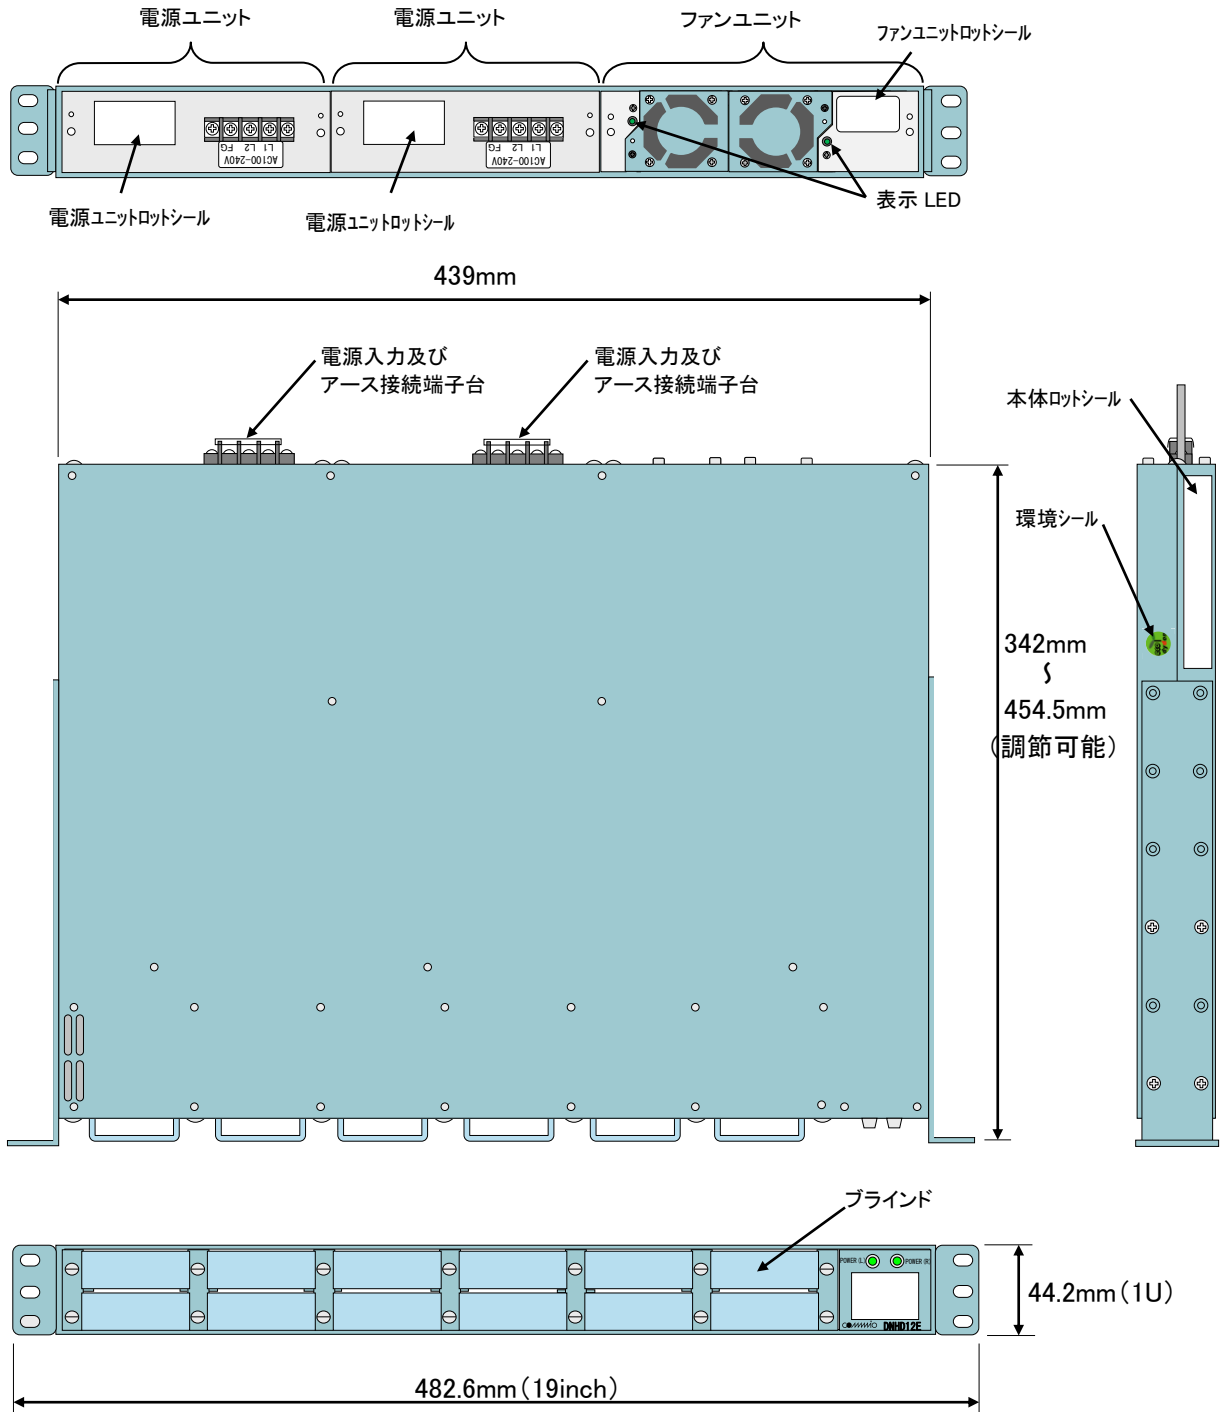 電源ユニット
電源ユニット
ファンユニット
ファンユニットロットシール
L1 L2 FG
AC100-240V
L1 L2 FG
AC100-240V
表示 LED
電源ユニットロットシール
電源ユニットロットシール
439mm
電源入力及び
アース接続端子台
電源入力及び
アース接続端子台
本体ロットシール
環境シール
342mm
〜
454.5mm
（調節可能）
ブラインド
POWER(L)
POWER(R)
DNHD12E
44.2mm（1U）
482.6mm（19inch）